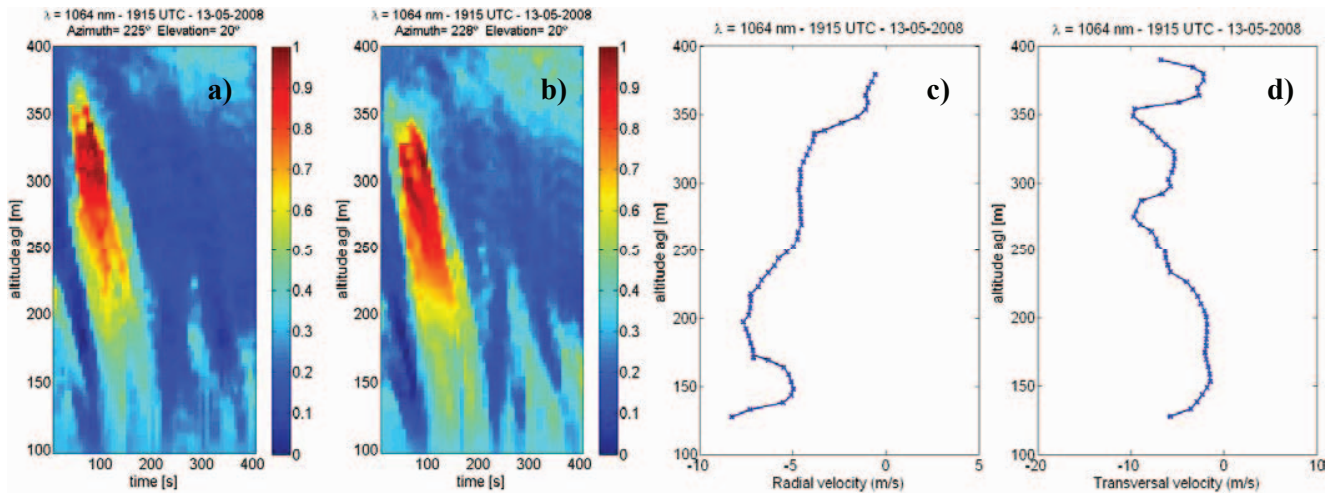 λ = 1064 nm - 1915 UTC - 13-05-2008
Azimuth= 225º Elevation= 20º
400
350
300
250
200
150
100
altitude agl [m]
100 200 300 400
time [s]
1
0.9
0.8
0.7
0.6
0.5
0.4
0.3
0.2
0.1
0
a)
λ = 1064 nm - 1915 UTC - 13-05-2008
Azimuth= 228º Elevation= 20º
400
350
300
250
200
150
100
altitude agl [m]
100 200 300 400
time [s]
1
0.9
0.8
0.7
0.6
0.5
0.4
0.3
0.2
0.1
0
b)
λ = 1064 nm - 1915 UTC - 13-05-2008
400
350
300
250
200
150
100
altitude agl [m]
-10 -5 0 5
Radial velocity (m/s)
c)
λ = 1064 nm - 1915 UTC - 13-05-2008
400
350
300
250
200
150
100
altitude agl [m]
-20 -10 0 10
Transversal velocity (m/s)
d)